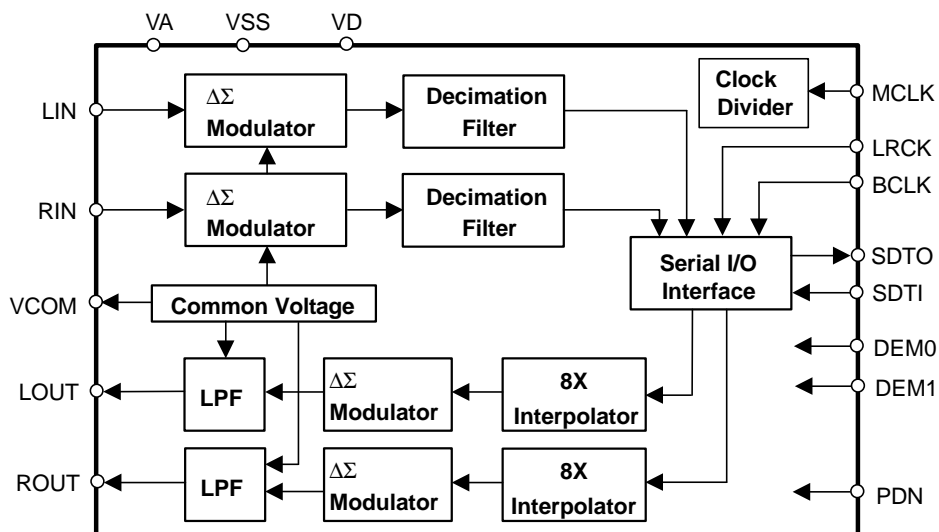 VA VSS VD
LIN
ΔΣ
Modulator
Decimation
Filter
Clock
Divider
MCLK
LRCK
BCLK
RIN
ΔΣ
Modulator
Decimation
Filter
Serial I/O
Interface
SDTO
SDTI
VCOM
Common Voltage
DEM0
DEM1
LOUT
LPF
ΔΣ
Modulator
8X
Interpolator
ROUT
LPF
ΔΣ
Modulator
8X
Interpolator
PDN